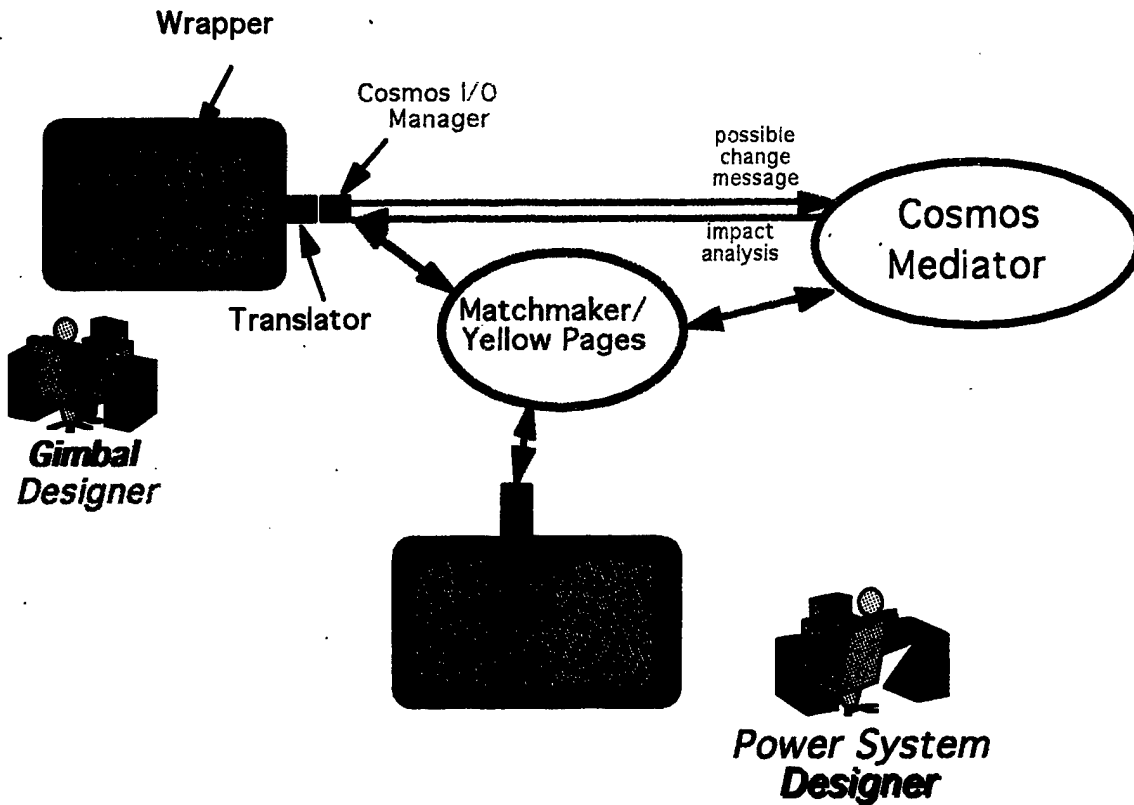 Wrapper
Cosmos I/O
Manager
possible
change
message
Cosmos
Mediator
impact
analysis
Translator
Matchmaker/
Yellow Pages
Gimbal
Designer
Power System
Designer